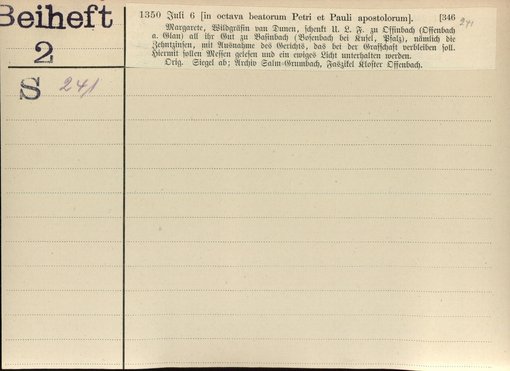 Beiheft
2
S 241
1350 Juli 6 [in octava beatorum Petri et Pauli apostolorum]. [346 241
Margarete, Wildgräfin van Dunen, schenkt U. L. F. zu Offinbach (Offenbach
a. Glan) all ihr Gut zu Basinbach (Bosenbach bei Kusel, Pfalz), nämlich die
Zehntzinsen, mit Ausnahme des Gerichts, das bei der Grafschaft verbleiben soll.
Hiermit sollen Messen gelesen und ein ewiges Licht unterhalten werden.
Orig. Siegel ab; Archiv Salm-Grumbach, Faszikel Kloster Offenbach.